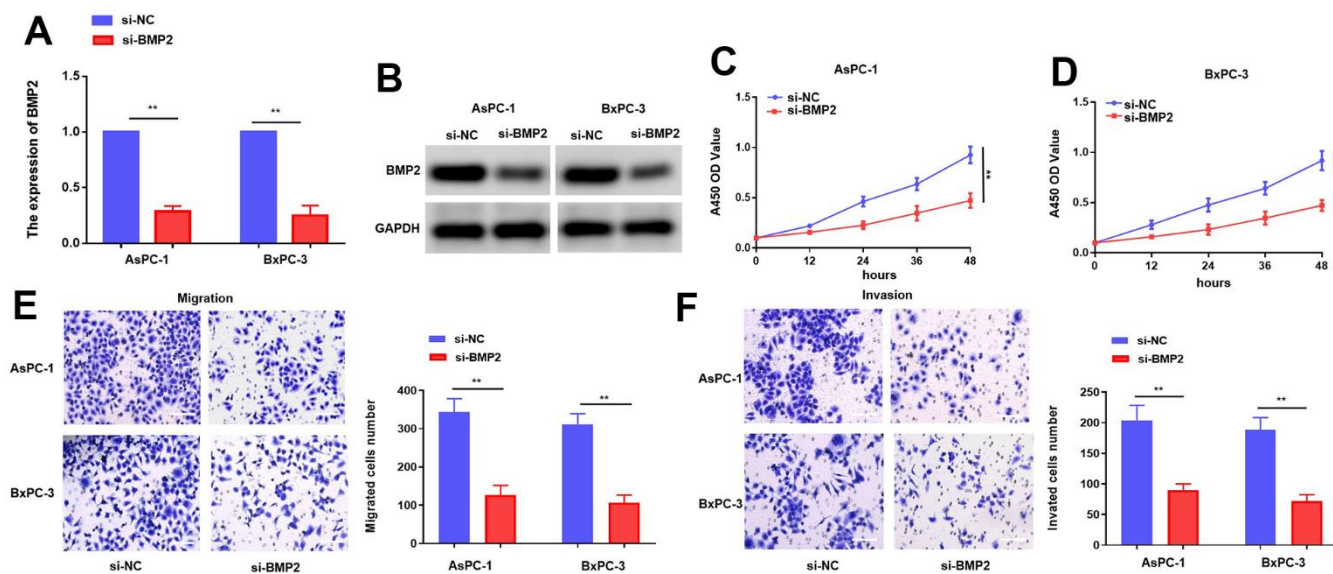 A
si-NC
si-BMP2
The expression of BMP2
1.5
1.0
0.5
0.0
**
**
AsPC-1
BxPC-3
B
AsPC-1
BxPC-3
si-NC
si-BMP2
si-NC
si-BMP2
BMP2
GAPDH
C
AsPC-1
si-NC
si-BMP2
A450 OD Value
1.5
1.0
0.5
0.0
**
0
12
24
36
48
hours
D
BxPC-3
si-NC
si-BMP2
A450 OD Value
1.5
1.0
0.5
0.0
0
12
24
36
48
hours
E
Migration
AsPC-1
BxPC-3
si-NC
si-BMP2
si-NC
si-BMP2
Migrated cells number
400
300
200
100
0
**
**
AsPC-1
BxPC-3
F
Invasion
AsPC-1
BxPC-3
si-NC
si-BMP2
si-NC
si-BMP2
Invated cells number
250
200
150
100
50
0
**
**
AsPC-1
BxPC-3